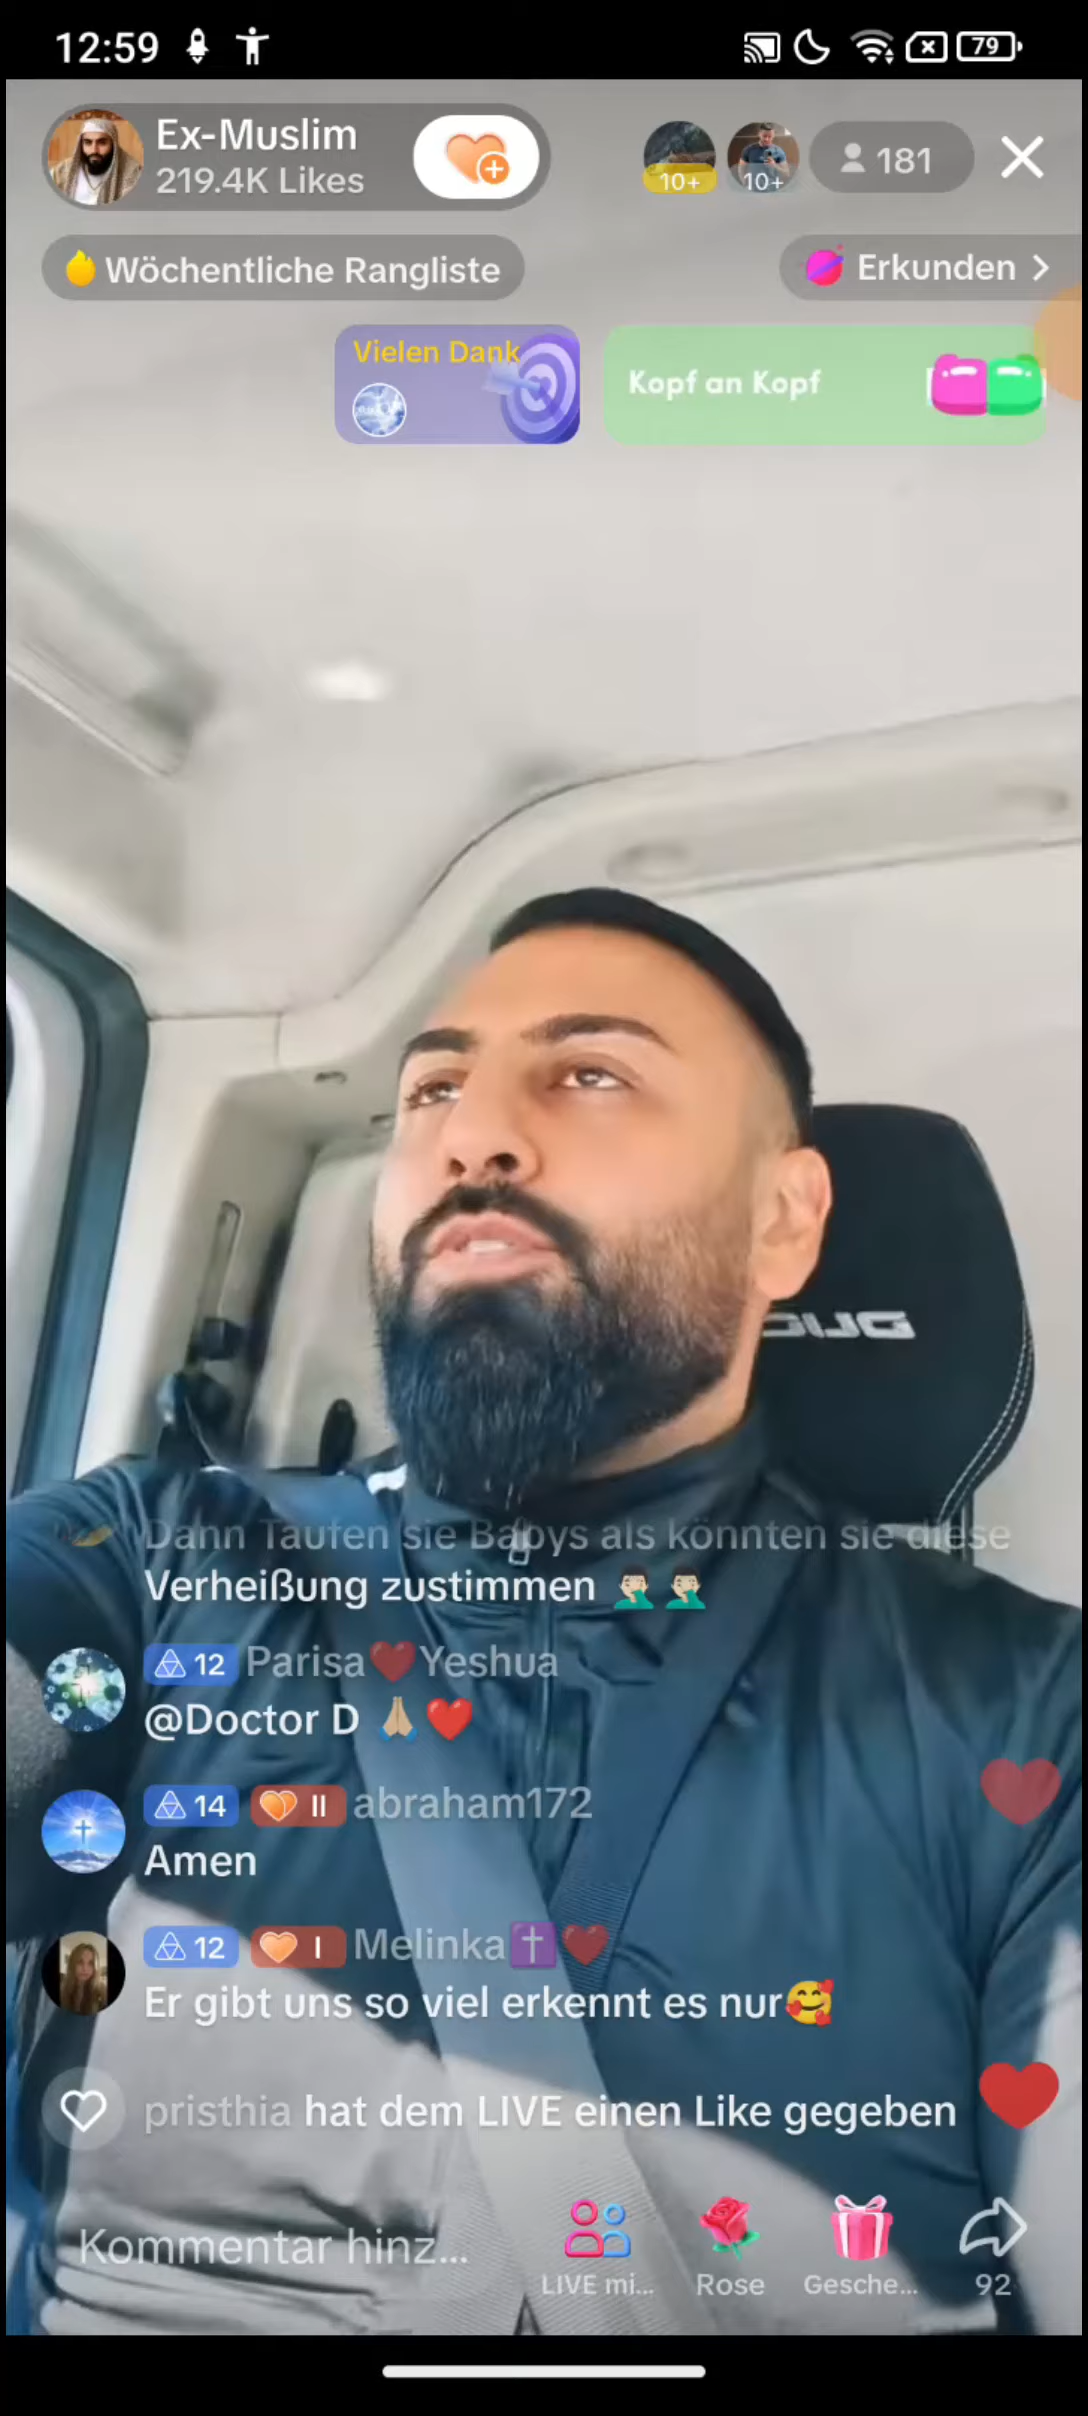 12:59
79
Ex-Muslim
219.4K Likes
10+
10+
181
Wöchentliche Rangliste
Erkunden >
Vielen Dank
Kopf an Kopf
Dann Taufen sie Babys als könnten sie diese
Verheißung zustimmen 🤦🏻‍♂️ 🤦🏻‍♂️
12 Parisa❤️Yeshua
@Doctor D 🙏🏼❤️
14 II abraham172
Amen
12 I Melinka✝️❤️
Er gibt uns so viel erkennt es nur🥰
pristhia hat dem LIVE einen Like gegeben
Kommentar hinz...
LIVE mi...
Rose
Gesche...
92